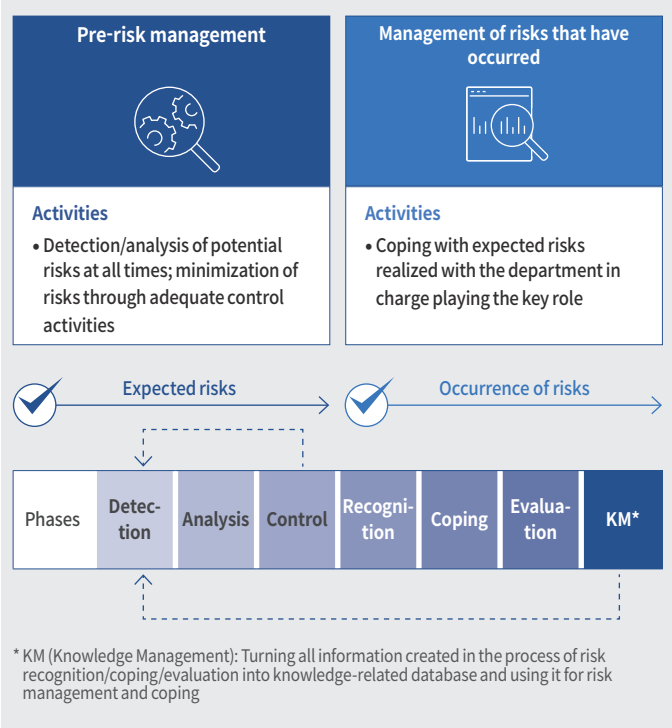 Pre-risk management
Activities
• Detection/analysis of potential
risks at all times; minimization of
risks through adequate control
activities
Management of risks that have
occurred
Activities
• Coping with expected risks
realized with the department in
charge playing the key role
Expected risks
Occurrence of risks
Phases
Detec-
tion
Analysis
Control
Recogni-
tion
Coping
Evalua-
tion
KM*
* KM (Knowledge Management): Turning all information created in the process of risk
recognition/coping/evaluation into knowledge-related database and using it for risk
management and coping